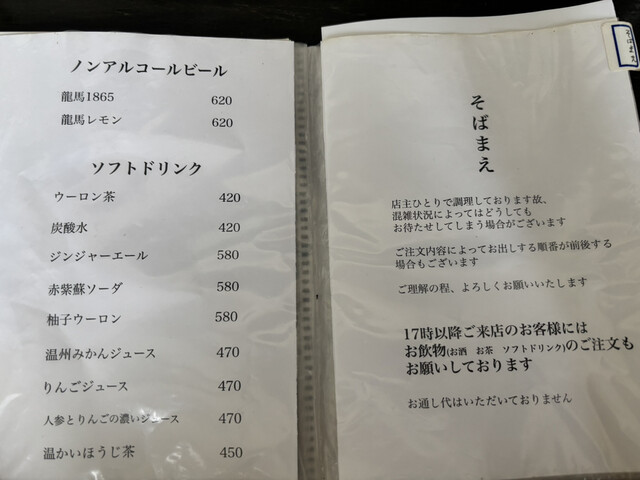 ノンアルコールビール
龍馬1865 620
龍馬レモン 620
ソフトドリンク
ウーロン茶 420
炭酸水 420
ジンジャーエール 580
赤紫蘇ソーダ 580
柚子ウーロン 580
温州みかんジュース 470
りんごジュース 470
人参とりんごの濃いジュース 470
温かいほうじ茶 450
そばまえ
そばまえ
店主ひとりで調理しております故、
混雑状況によってはどうしても
お待たせしてしまう場合がございます
ご注文内容によってお出しする順番が前後する
場合もございます
ご理解の程、よろしくお願いいたします
17時以降ご来店のお客様には
お飲物(お酒 お茶 ソフトドリンク)のご注文も
お願いしております
お通し代はいただいておりません